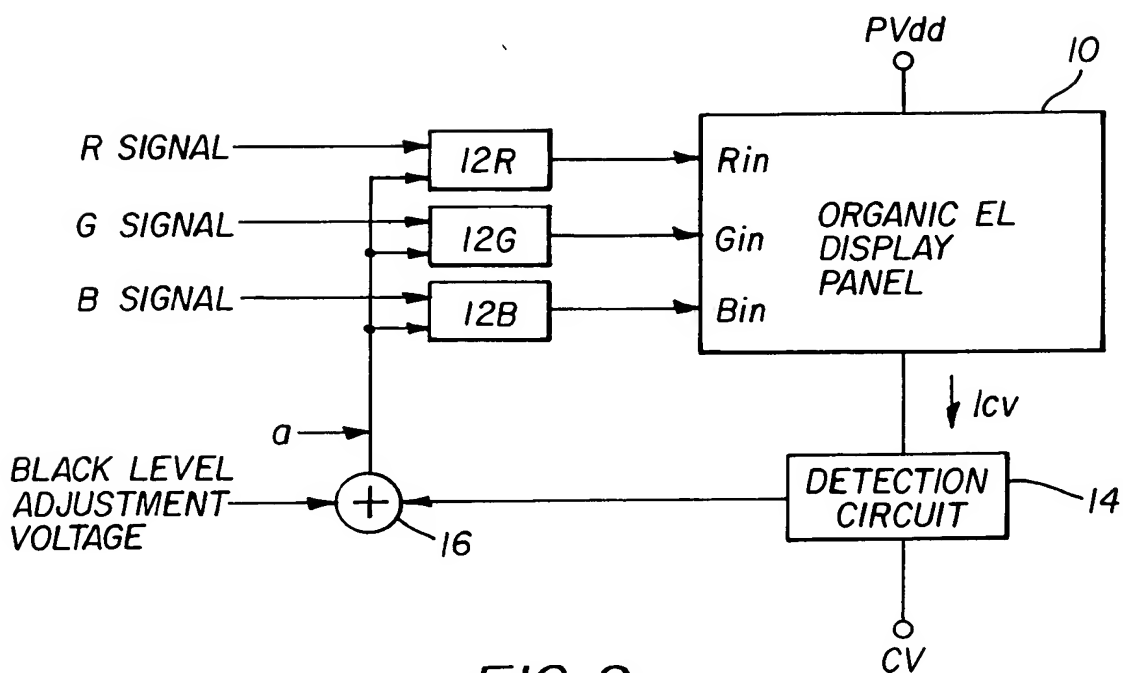 PVdd
10
R SIGNAL
12R
Rin
G SIGNAL
12G
Gin
ORGANIC EL
DISPLAY
PANEL
B SIGNAL
12B
Bin
a
Icv
BLACK LEVEL
ADJUSTMENT
VOLTAGE
+
16
DETECTION
CIRCUIT
14
CV